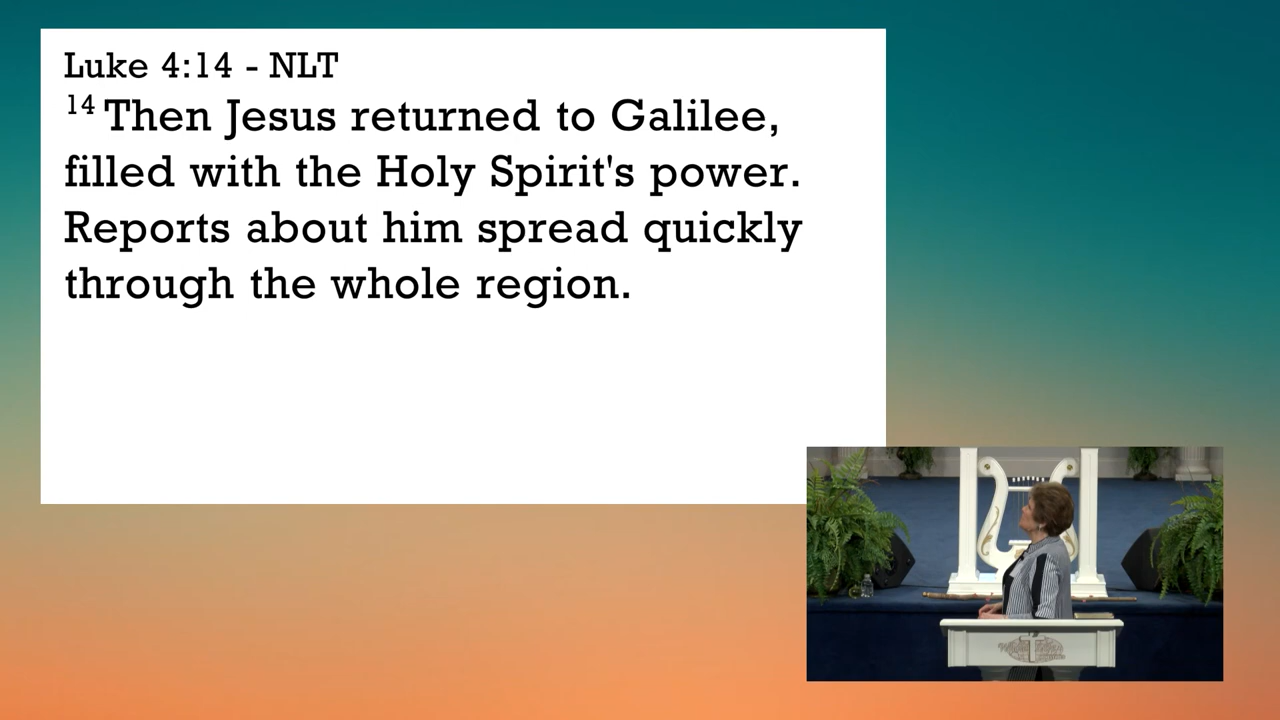 Luke 4:14 - NLT
14 Then Jesus returned to Galilee,
filled with the Holy Spirit's power.
Reports about him spread quickly
through the whole region.